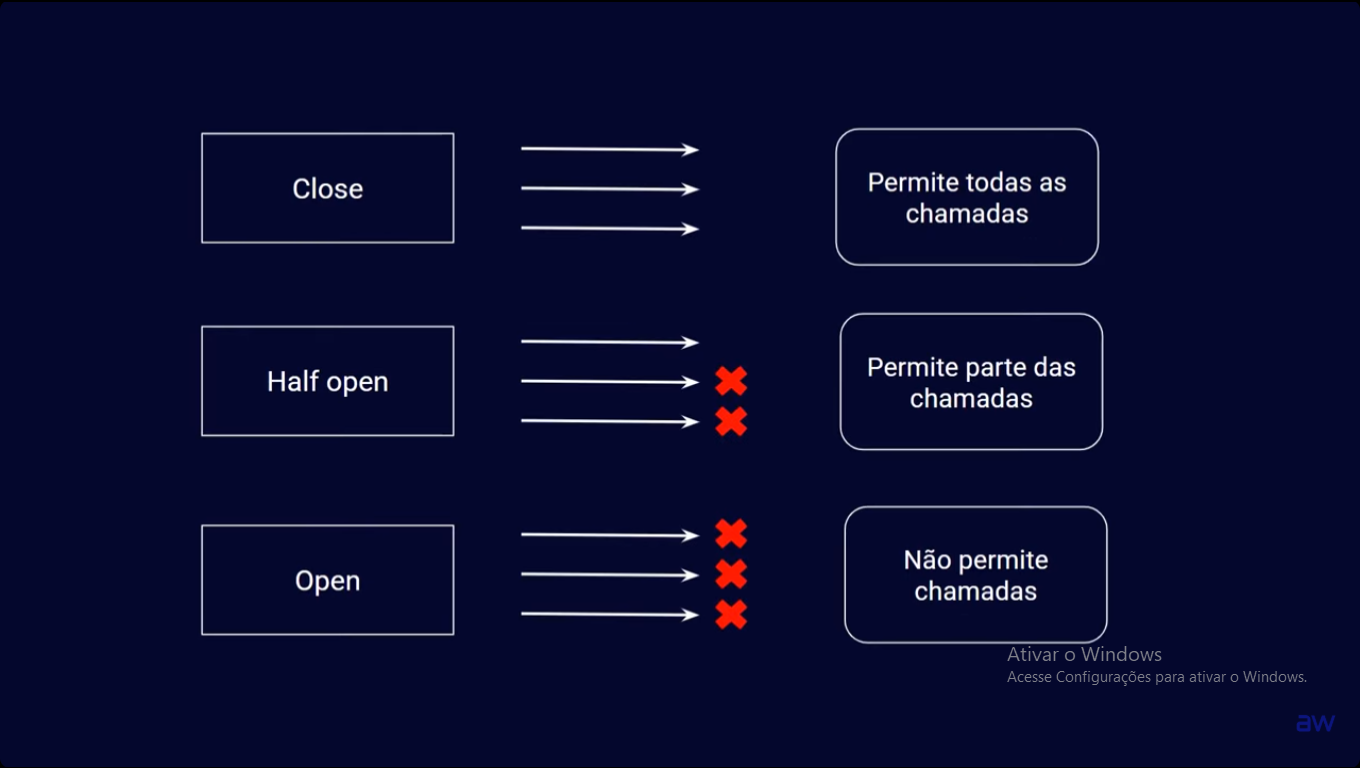 Close
Permite todas as
chamadas
Half open
Permite parte das
chamadas
Open
Não permite
chamadas
Ativar o Windows
Acesse Configurações para ativar o Windows.
aw